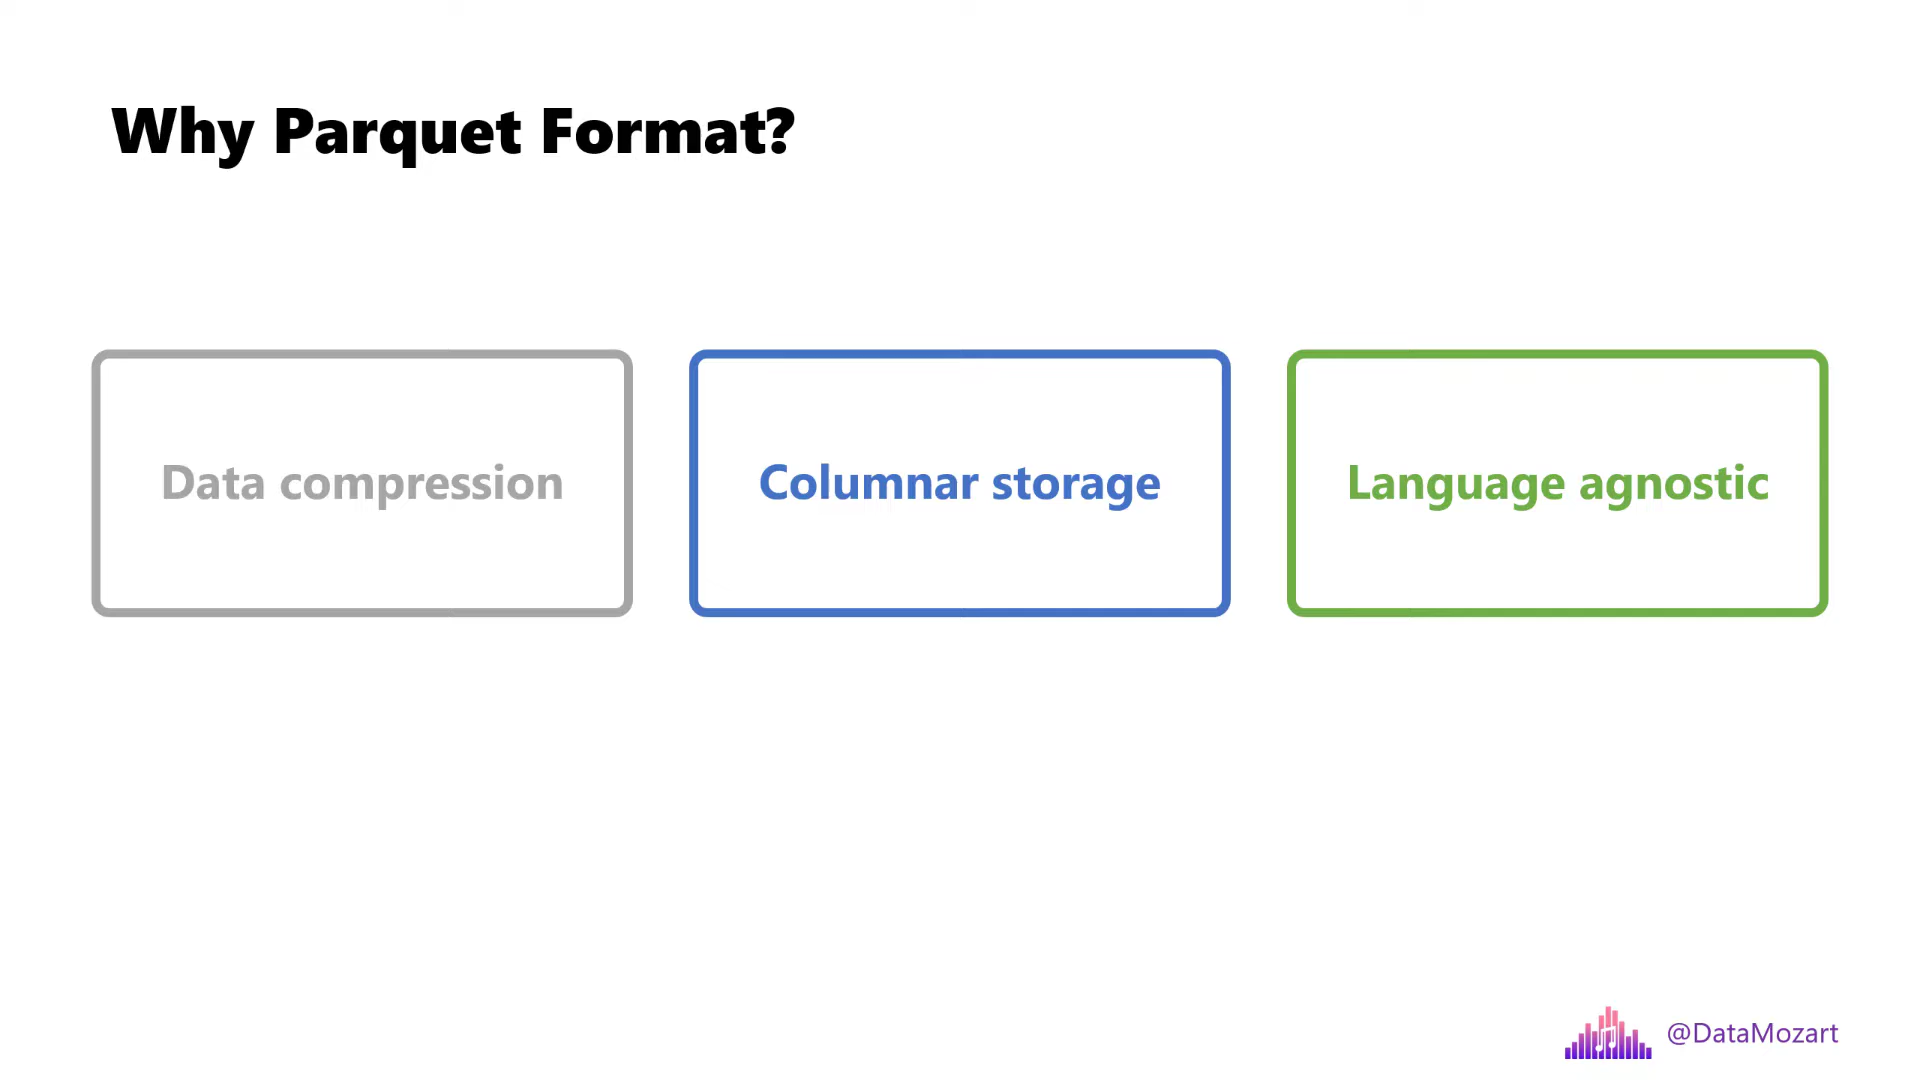 Why Parquet Format?
Data compression
Columnar storage
Language agnostic
@DataMozart